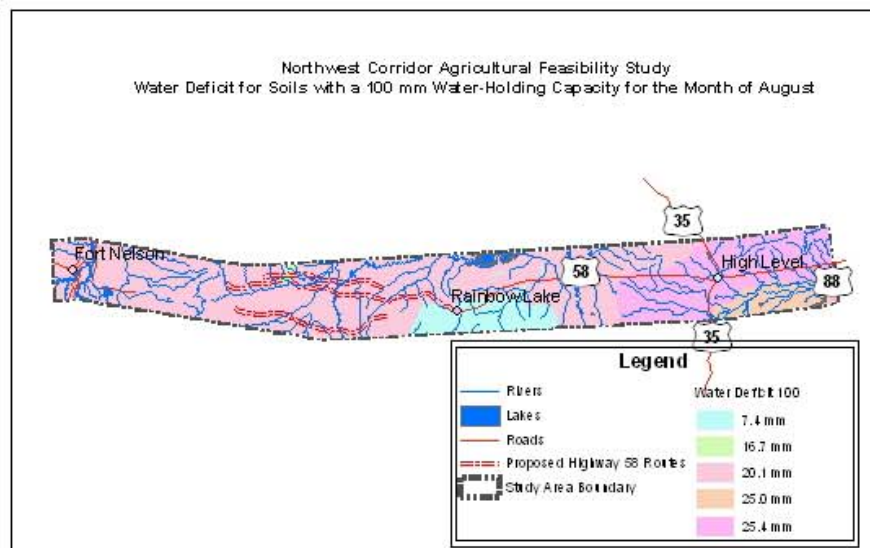 Northwest Corridor Agricultural Feasibility Study
Water Deficit for Soils with a 100 mm Water-Holding Capacity for the Month of August
35
Fort Nelson
58
High Level
88
Rainbow Lake
35
Legend
Rivers
Lakes
Roads
Proposed Highway 58 Routes
Study Area Boundary
Water Deficit 100
7.4 mm
16.7 mm
20.1 mm
25.0 mm
25.4 mm